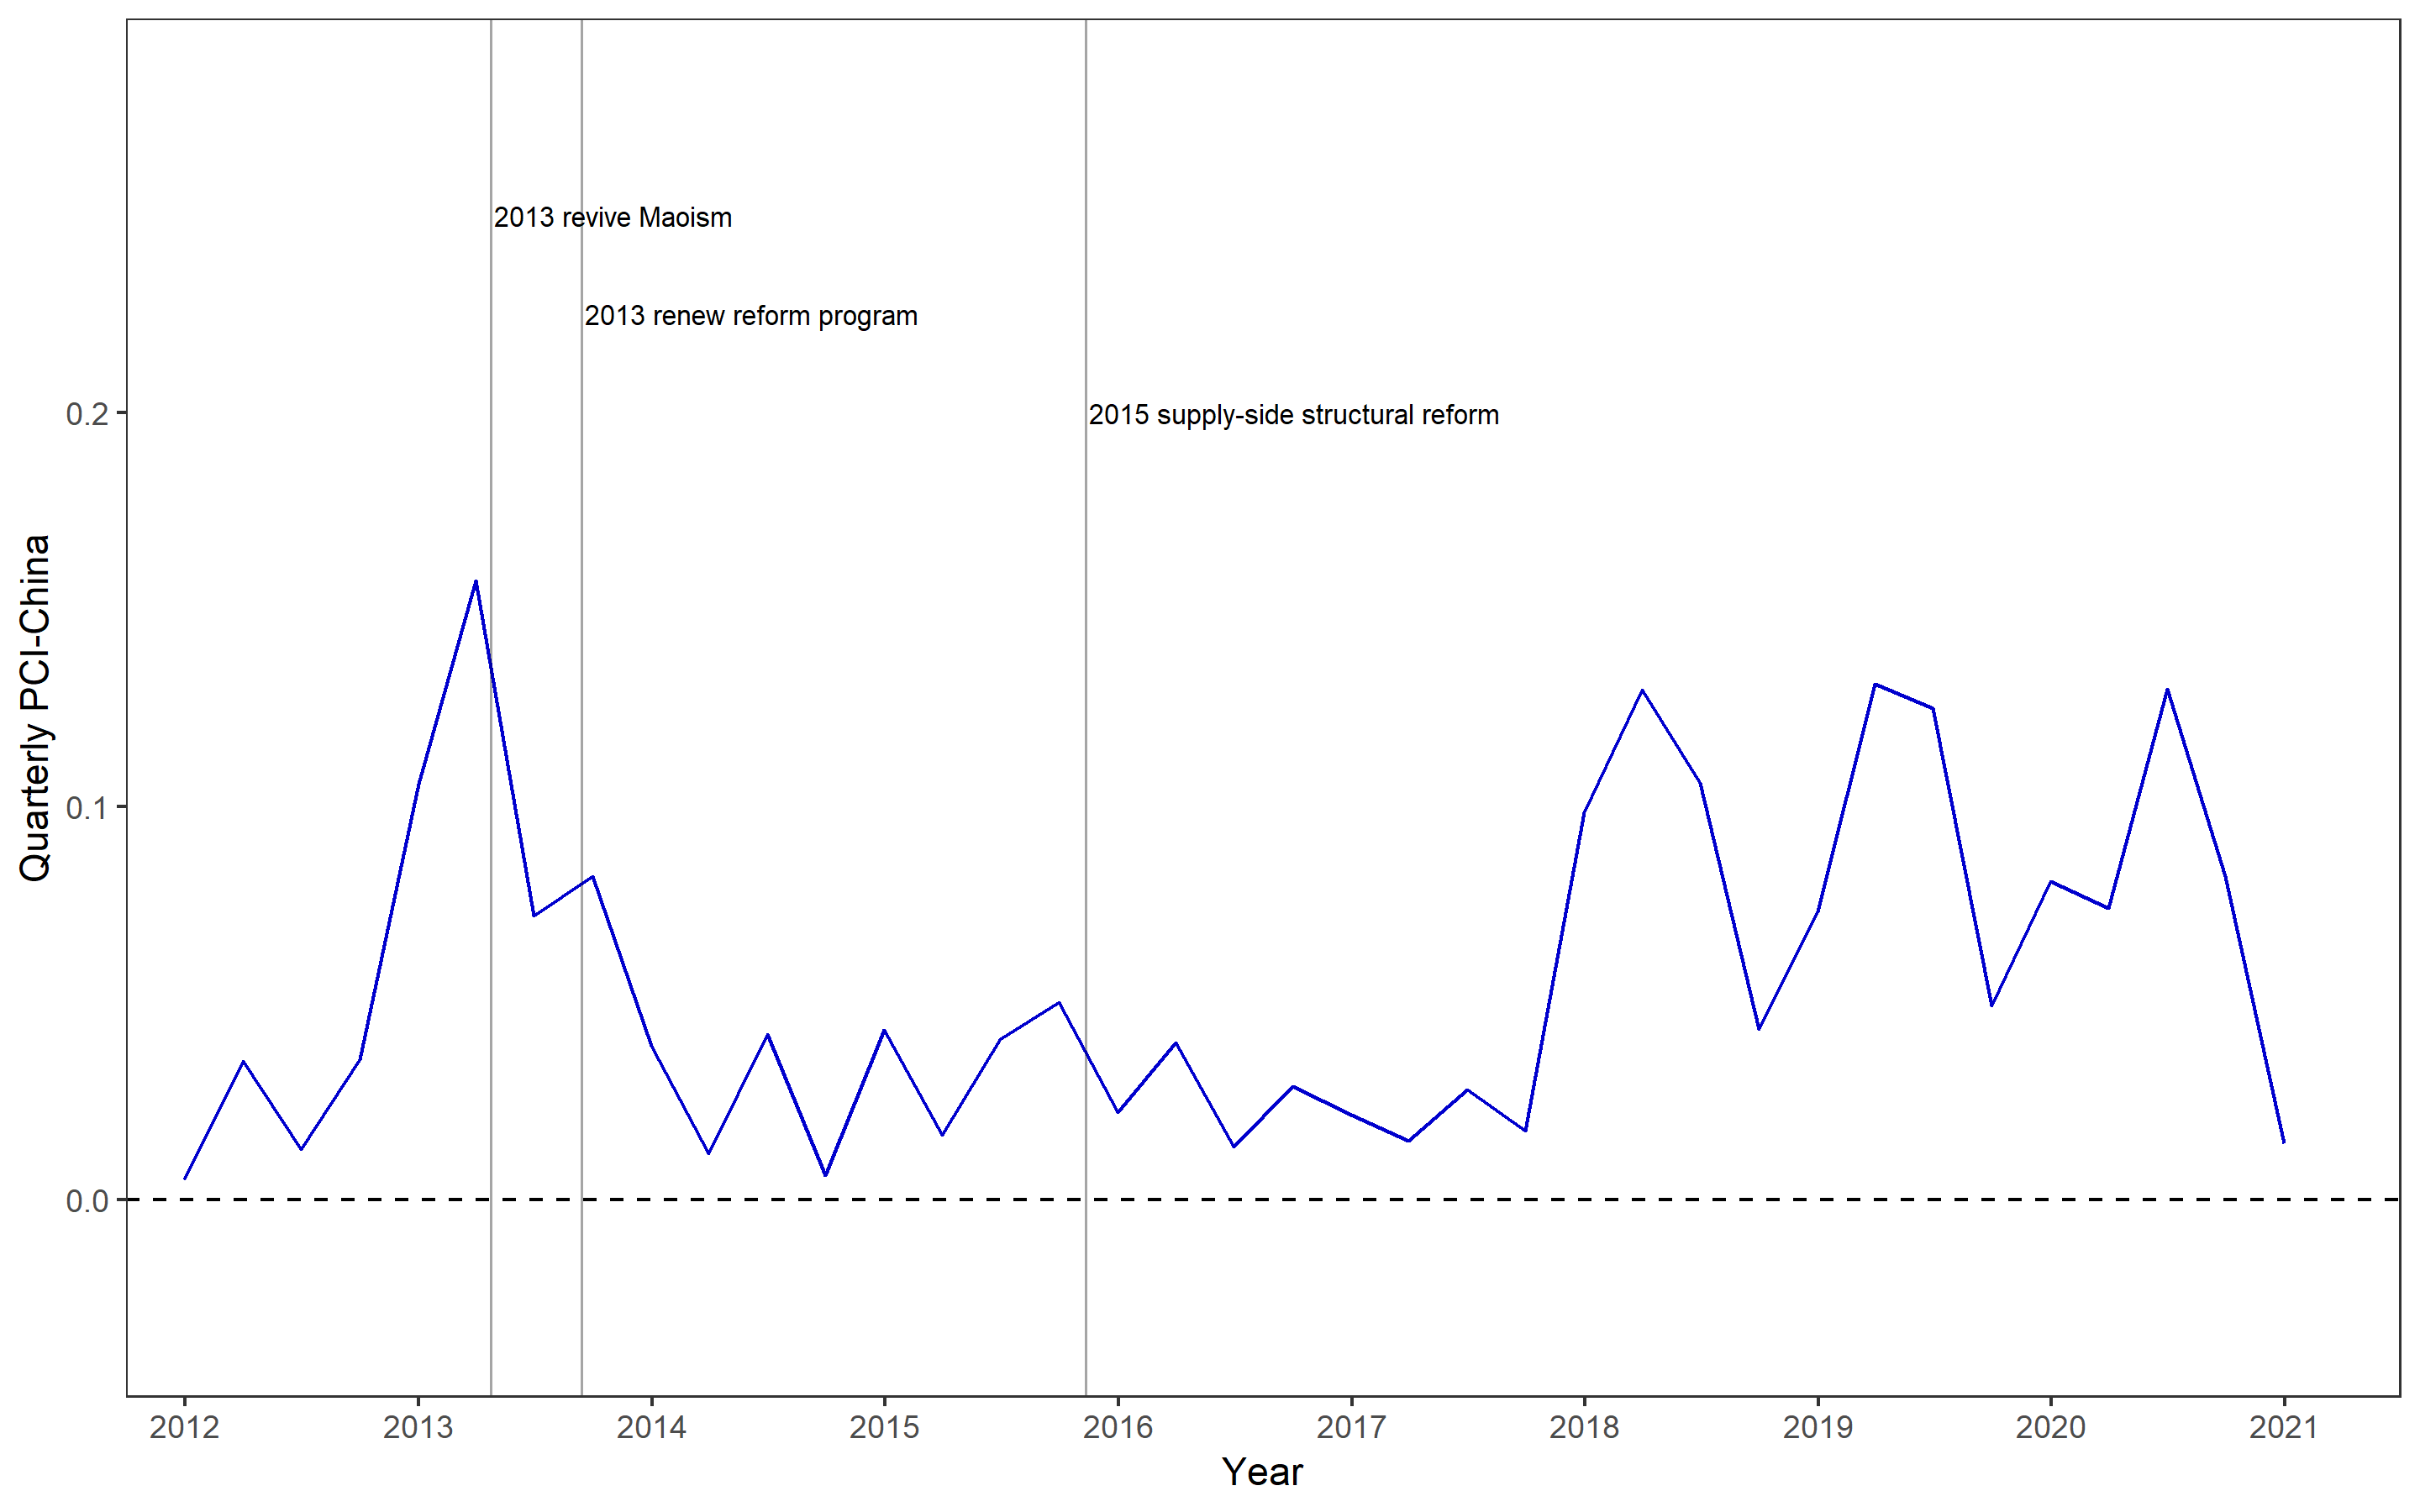 2013 revive Maoism
2013 renew reform program
2015 supply-side structural reform
Quarterly PCI-China
0.2
0.1
0.0
2012 2013 2014 2015 2016 2017 2018 2019 2020 2021
Year